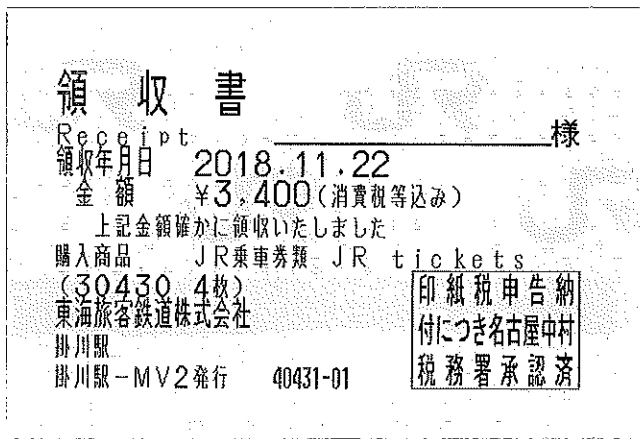 領収書
Receipt
様
領収年月日 2018.11.22
金額 ¥3,400(消費税等込み)
上記金額確かに領収いたしました
購入商品 JR乗車券類 JR tickets
(30430 4枚)
東海旅客鉄道株式会社
掛川駅
掛川駅-MV2発行 40431-01
印紙税申告納
付につき名古屋中村
税務署承認済